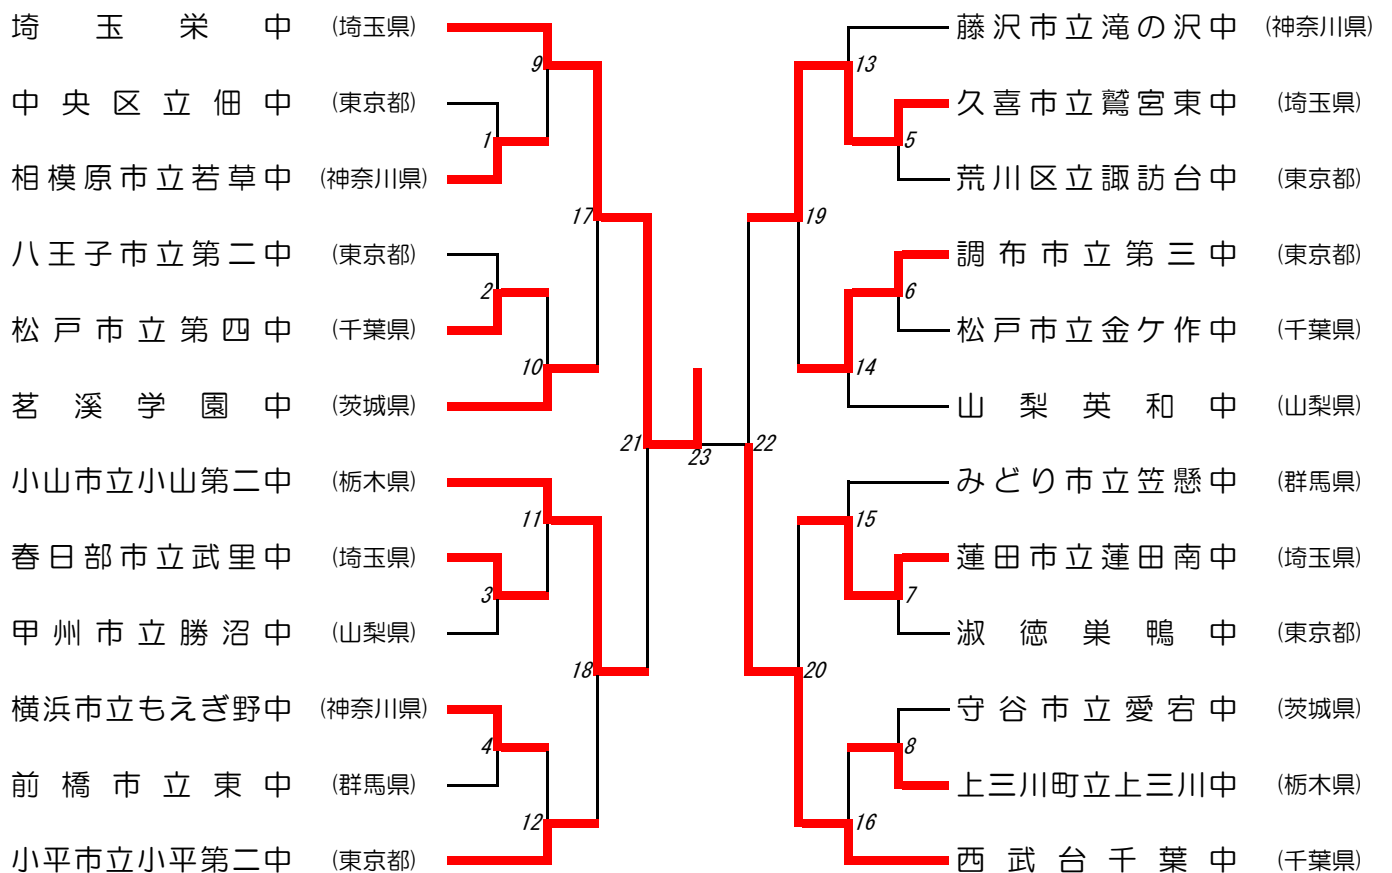 埼玉栄中 (埼玉県)
中央区立佃中 (東京都)
相模原市立若草中 (神奈川県)
八王子市立第二中 (東京都)
松戸市立第四中 (千葉県)
茗溪学園中 (茨城県)
小山市立小山第二中 (栃木県)
春日部市立武里中 (埼玉県)
甲州市立勝沼中 (山梨県)
横浜市立もえぎ野中 (神奈川県)
前橋市立東中 (群馬県)
小平市立小平第二中 (東京都)
9
1
17
2
10
21
11
3
18
4
12
23
22
13
5
19
6
14
15
7
20
8
16
藤沢市立滝の沢中 (神奈川県)
久喜市立鷲宮東中 (埼玉県)
荒川区立諏訪台中 (東京都)
調布市立第三中 (東京都)
松戸市立金ケ作中 (千葉県)
山梨英和中 (山梨県)
みどり市立笠懸中 (群馬県)
蓮田市立蓮田南中 (埼玉県)
淑徳巣鴨中 (東京都)
守谷市立愛宕中 (茨城県)
上三川町立上三川中 (栃木県)
西武台千葉中 (千葉県)